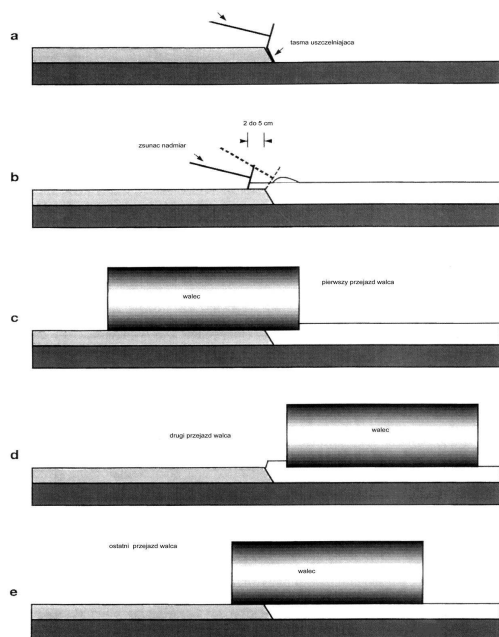 a
tasma uszczelniajaca
2 do 5 cm
zsunac nadmiar
b
pierwszy przejazd walca
walec
c
drugi przejazd walca
walec
d
ostatni przejazd walca
walec
e